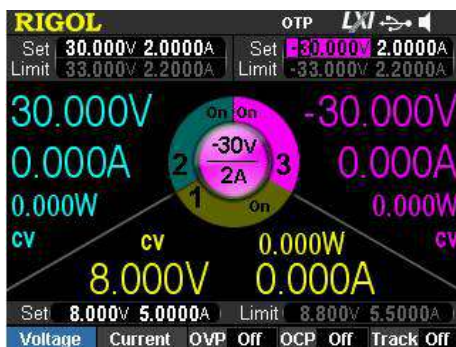 RIGOL OTP LXI
Set 30.000V 2.0000A Set -30.000V 2.0000A
Limit 33.000V 2.2000A Limit -33.000V 2.2000A
30.000V On On -30.000V
-30V
0.000A 2 2A 3 0.000A
1 On
0.000W 0.000W
CV CV 0.000W CV
8.000V 0.000A
Set 8.000V 5.0000A Limit 8.800V 5.5000A
Voltage Current OVP Off OCP Off Track Off